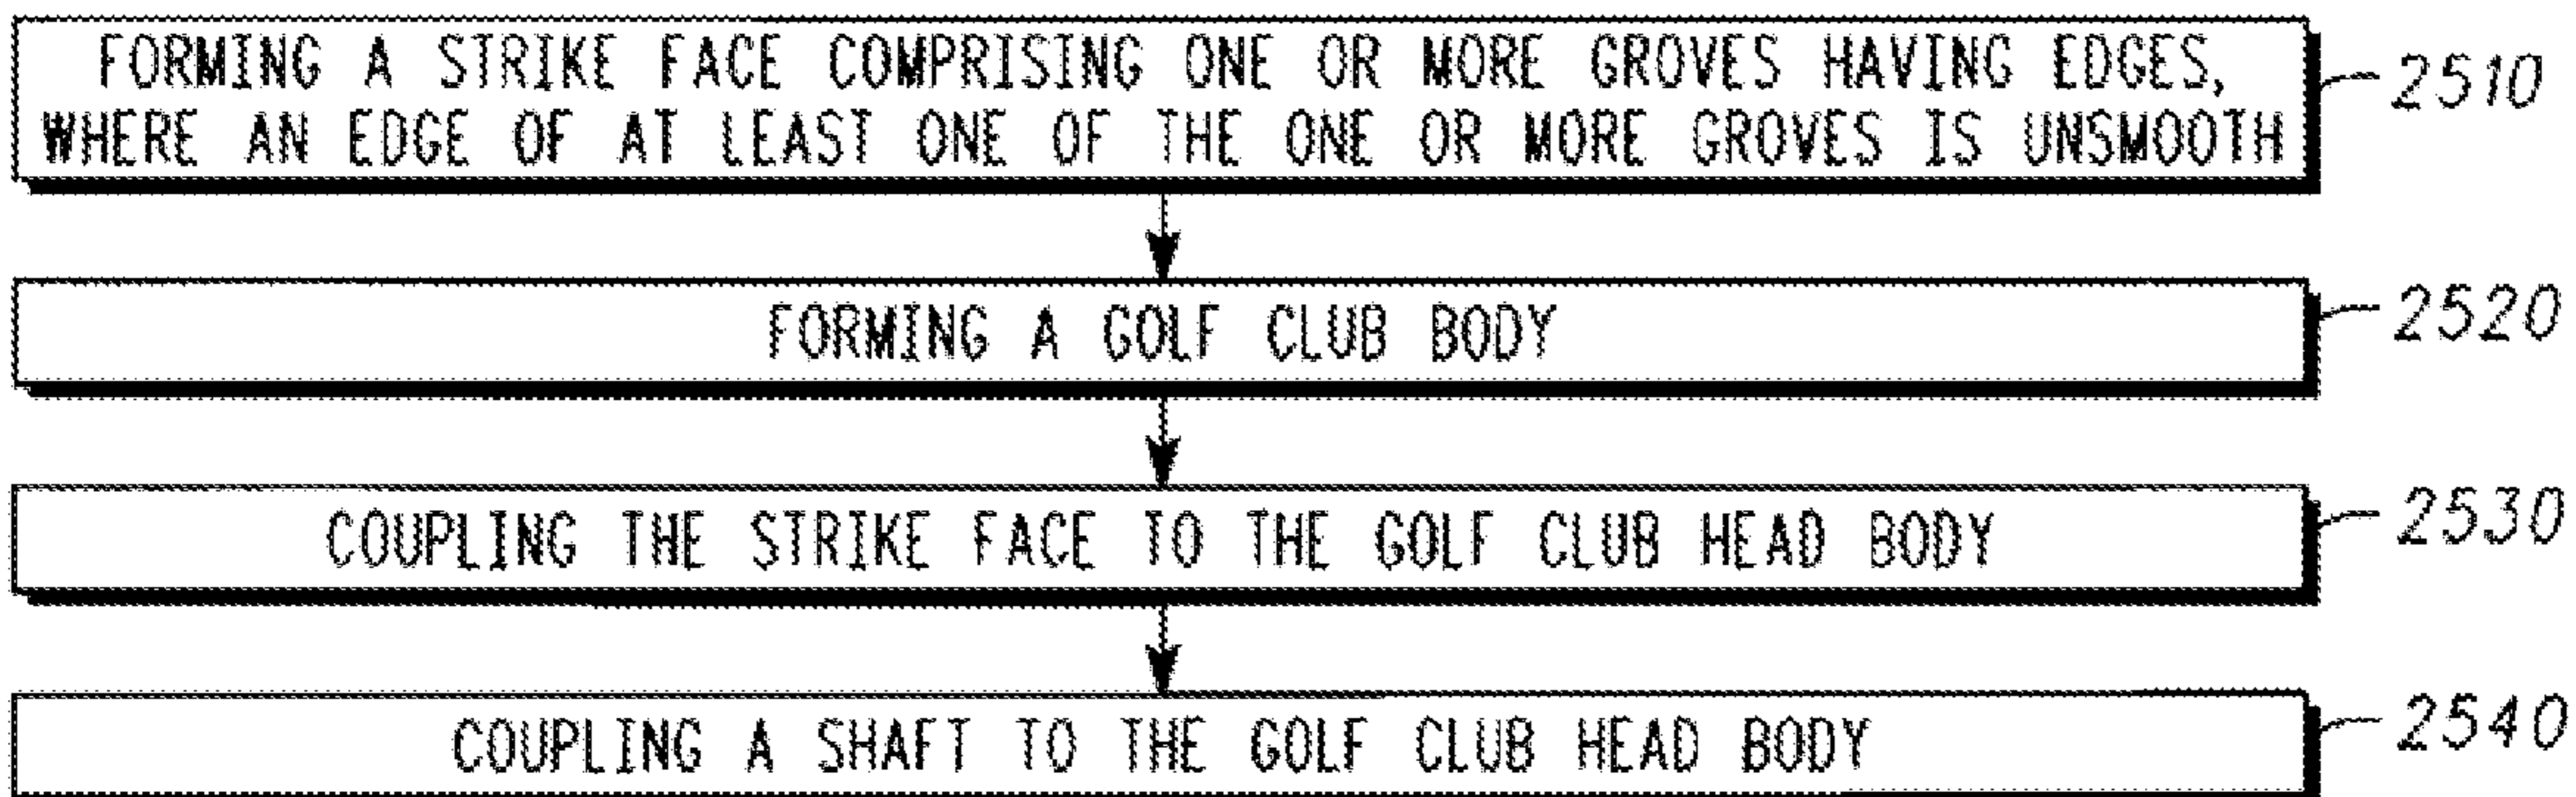 FORMING A STRIKE FACE COMPRISING ONE OR MORE GROVES HAVING EDGES,
WHERE AN EDGE OF AT LEAST ONE OF THE ONE OR MORE GROVES IS UNSMOOTH
2510
FORMING A GOLF CLUB BODY
2520
COUPLING THE STRIKE FACE TO THE GOLF CLUB HEAD BODY
2530
COUPLING A SHAFT TO THE GOLF CLUB HEAD BODY
2540